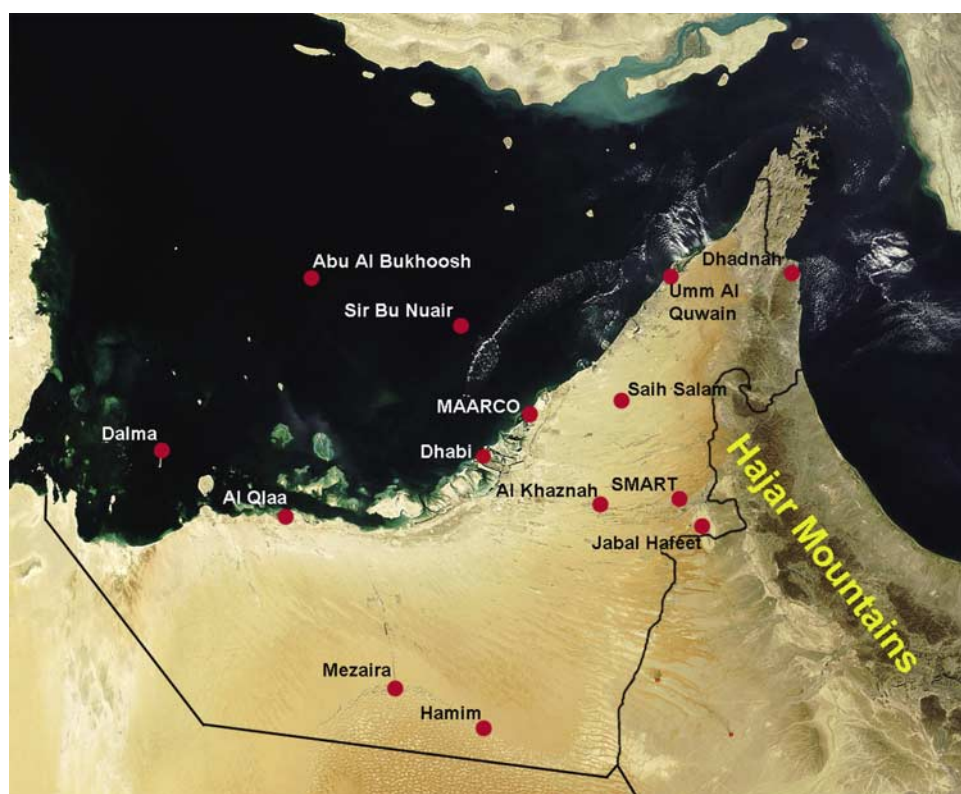 Dhadnah
Abu Al Bukhoosh
Umm Al
Quwain
Sir Bu Nuair
Saih Salam
MAARCO
Dalma
Dhabi
Al Qlaa
Al Khaznah
SMART
Jabal Hafeet
Hajar Mountains
Mezaira
Hamim